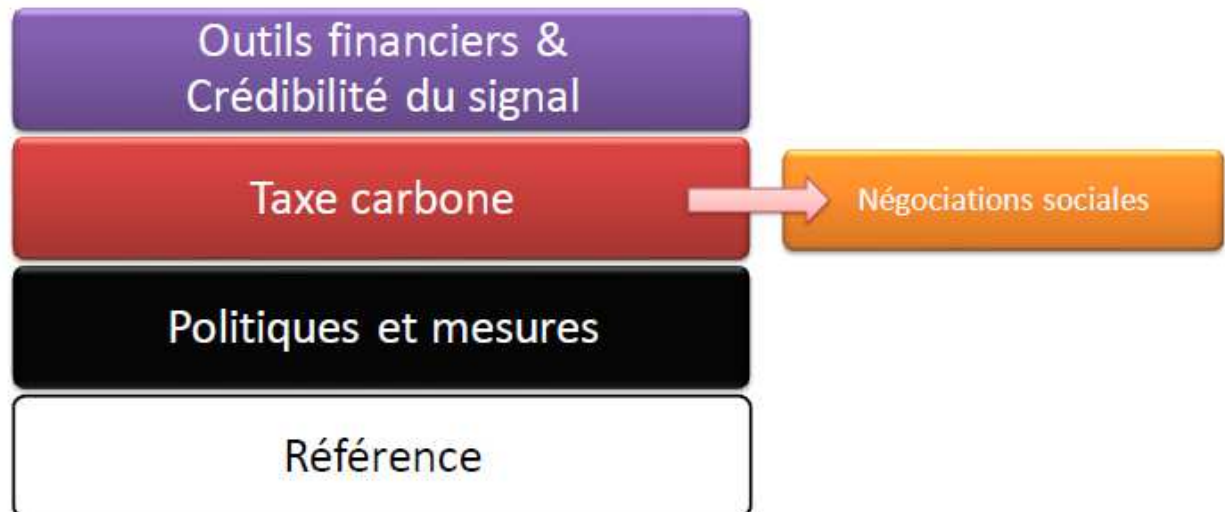 Outils financiers &
Crédibilité du signal
Taxe carbone
Négociations sociales
Politiques et mesures
Référence